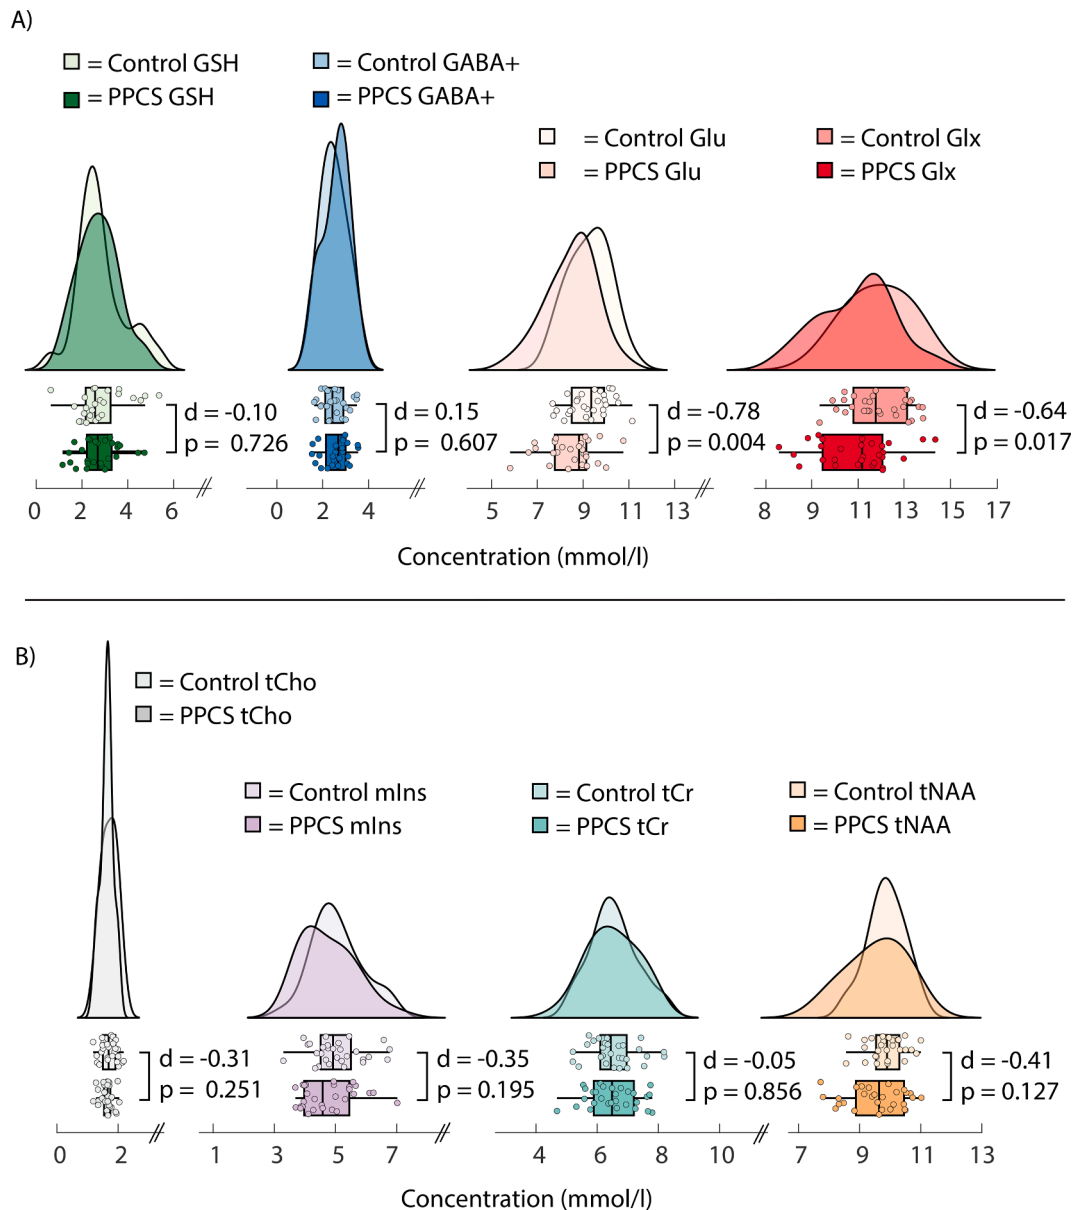 A)
= Control GSH
= PPCS GSH
= Control GABA+
= PPCS GABA+
= Control Glu
= PPCS Glu
= Control Glx
= PPCS Glx
d = -0.10
p = 0.726
d = 0.15
p = 0.607
d = -0.78
p = 0.004
d = -0.64
p = 0.017
0 2 4 6
0 2 4
5 7 9 11 13
8 9 11 13 15 17
Concentration (mmol/l)
B)
= Control tCho
= PPCS tCho
= Control mIns
= PPCS mIns
= Control tCr
= PPCS tCr
= Control tNAA
= PPCS tNAA
d = -0.31
p = 0.251
d = -0.35
p = 0.195
d = -0.05
p = 0.856
d = -0.41
p = 0.127
0 2
1 3 5 7
4 6 8 10
7 9 11 13
Concentration (mmol/l)